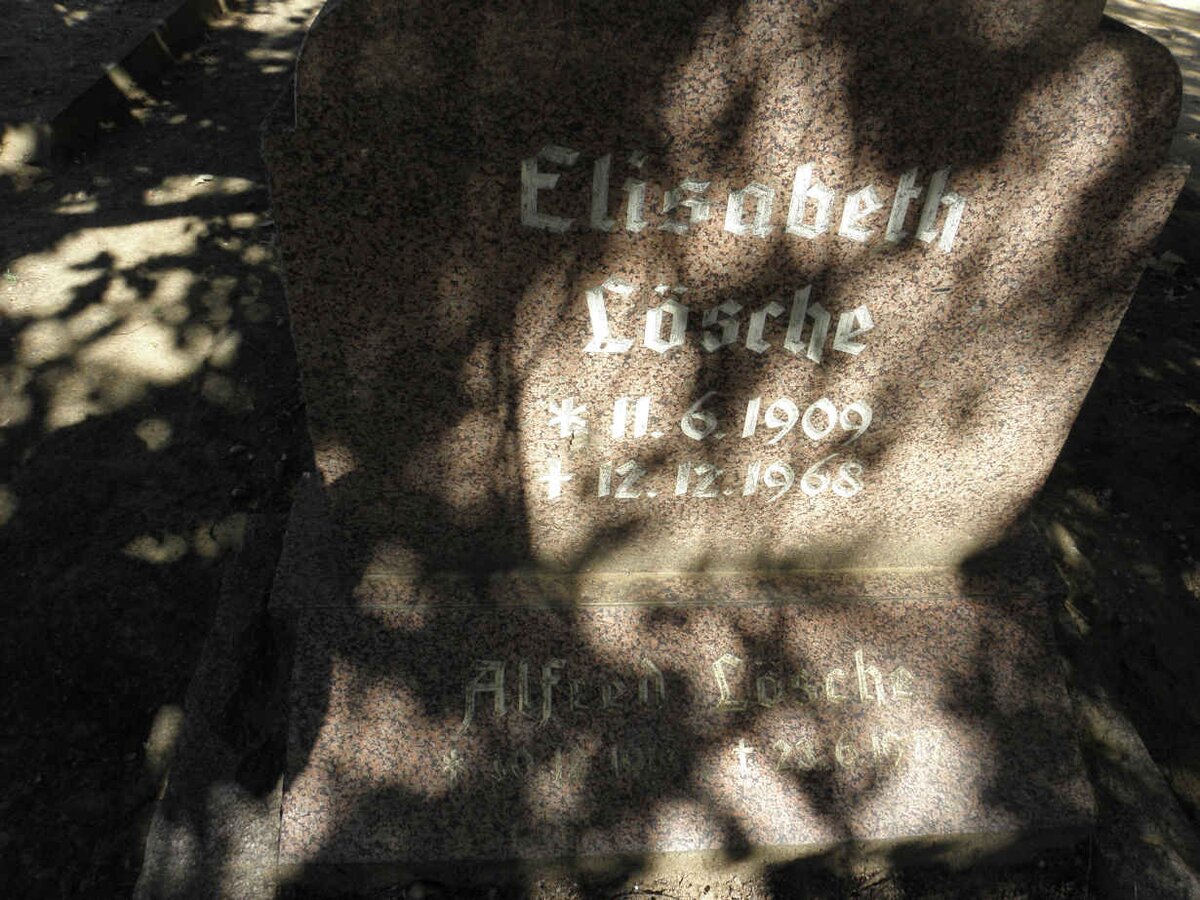 Elisabeth
Lösche
* 11. 6. 1909
† 12. 12. 1968
Alfred Lösche
* †